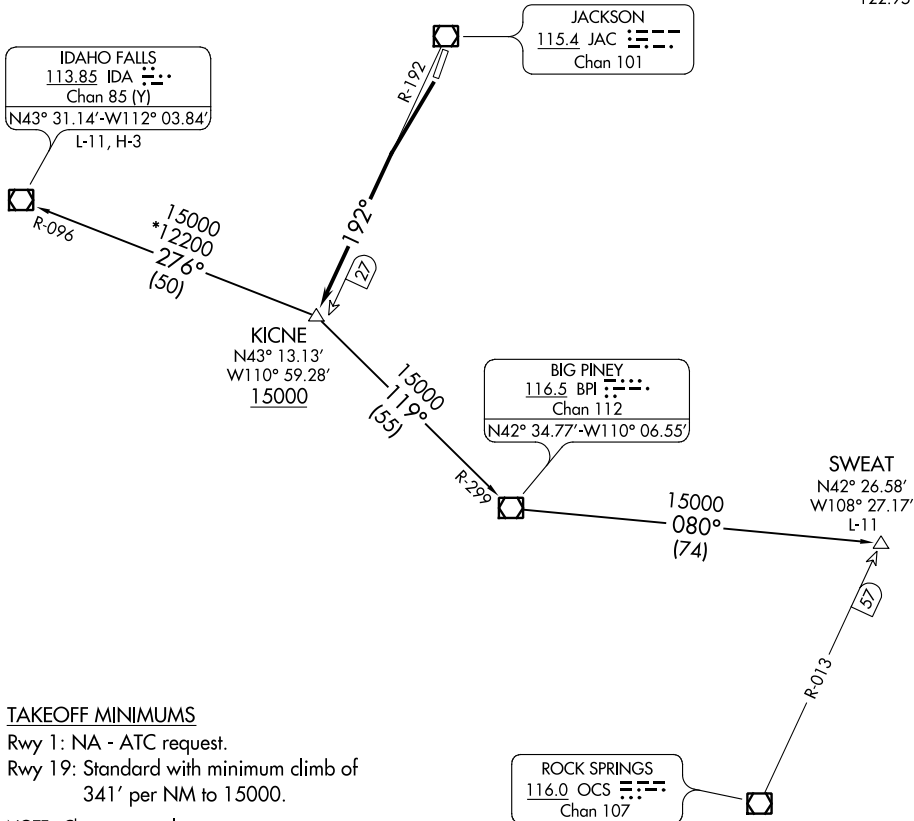 122.95
JACKSON
115.4 JAC
Chan 101
IDAHO FALLS
113.85 IDA
Chan 85 (Y)
N43° 31.14'-W112° 03.84'
L-11, H-3
R-192
192°
27
R-096
15000
*12200
276°
(50)
KICNE
N43° 13.13'
W110° 59.28'
15000
15000
119°
(55)
R-299
BIG PINEY
116.5 BPI
Chan 112
N42° 34.77'-W110° 06.55'
15000
080°
(74)
SWEAT
N42° 26.58'
W108° 27.17'
L-11
57
R-013
ROCK SPRINGS
116.0 OCS
Chan 107
TAKEOFF MINIMUMS
Rwy 1: NA - ATC request.
Rwy 19: Standard with minimum climb of
341' per NM to 15000.